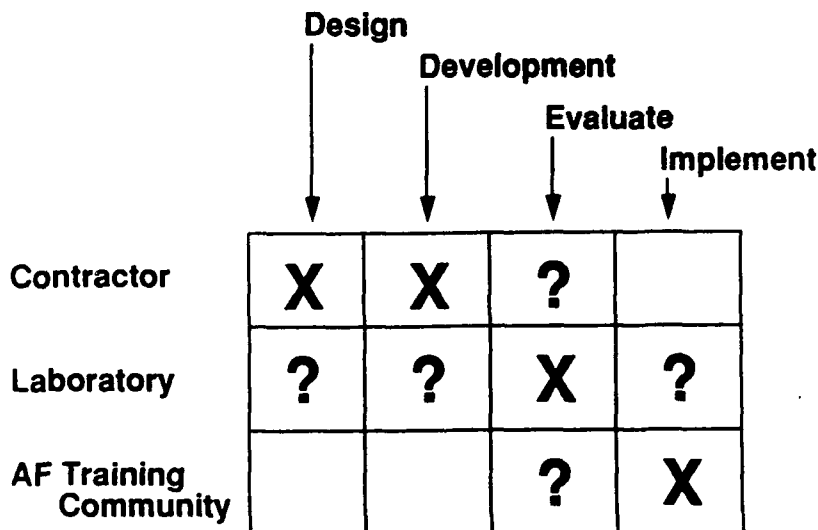 Design
Development
Evaluate
Implement
Contractor X X ?
Laboratory ? ? X ?
AF Training
Community ? X